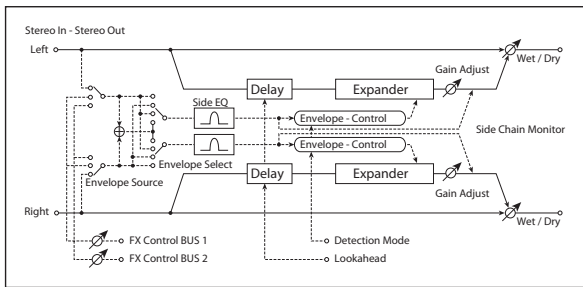 Stereo In - Stereo Out
Left
Wet / Dry
Gain Adjust
Delay
Expander
Side EQ
Envelope - Control
Side Chain Monitor
Envelope - Control
Envelope Select
Envelope Source
Delay
Expander
Gain Adjust
Right
Wet / Dry
FX Control BUS 1
Detection Mode
FX Control BUS 2
Lookahead